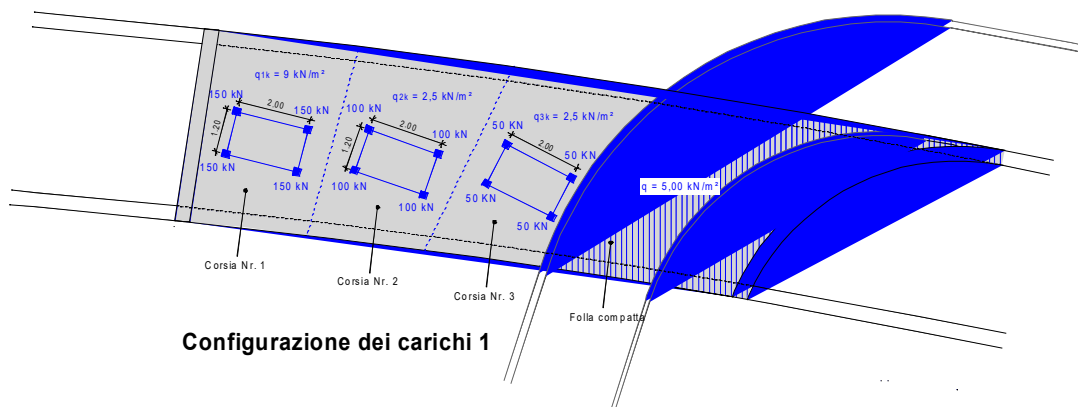 q1k = 9 kN/m²
150 kN
2.00
150 kN
1.20
150 kN
150 kN
q2k = 2,5 kN/m²
100 kN
2.00
100 kN
1.20
100 kN
100 kN
q3k = 2,5 kN/m²
50 KN
2.00
50 KN
50 KN
50 KN
q = 5,00 kN/m²
Corsia Nr. 1
Corsia Nr. 2
Corsia Nr. 3
Folla compatta
Configurazione dei carichi 1